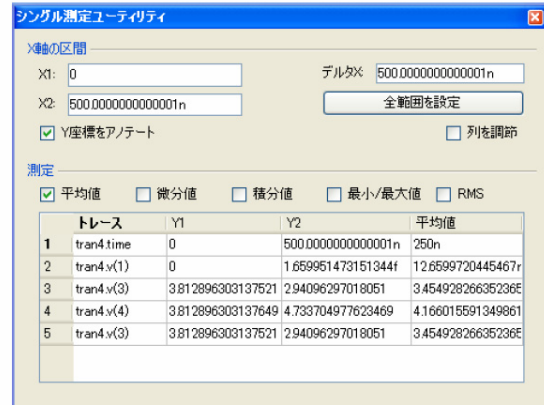 シングル測定ユーティリティ
X軸の区間
X1: 0 デルタX: 500.0000000000001n
X2: 500.0000000000001n 全範囲を設定
Y座標をアノテート 列を調節
測定
平均値 微分値 積分値 最小/最大値 RMS
トレース Y1 Y2 平均値
1 tran4.time 0 500.0000000000001n 250n
2 tran4.v(1) 0 1.659951473151344f 12.6599720445467r
3 tran4.v(3) 3.812896303137521 2.94096297018051 3.454928266352365
4 tran4.v(4) 3.812896303137649 4.733704977623469 4.166015591349861
5 tran4.v(3) 3.812896303137521 2.94096297018051 3.454928266352365